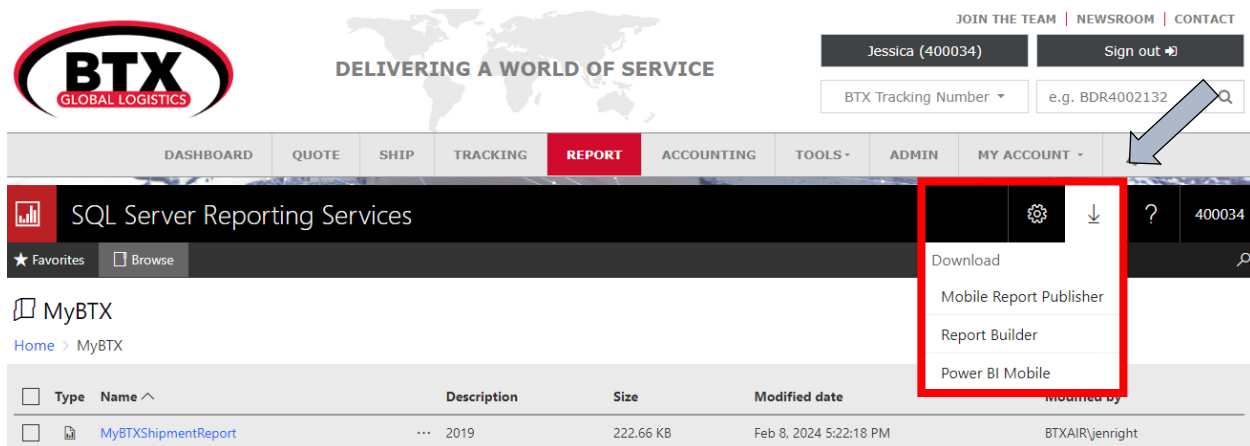 JOIN THE TEAM | NEWSROOM | CONTACT
BTX
GLOBAL LOGISTICS
DELIVERING A WORLD OF SERVICE
Jessica (400034)
Sign out
BTX Tracking Number
e.g. BDR4002132
DASHBOARD QUOTE SHIP TRACKING REPORT ACCOUNTING TOOLS ADMIN MY ACCOUNT
SQL Server Reporting Services
? 400034
Favorites Browse
Download
Mobile Report Publisher
Report Builder
Power BI Mobile
MyBTX
Home > MyBTX
Type Name Description Size Modified date Modified by
MyBTXShipmentReport ... 2019 222.66 KB Feb 8, 2024 5:22:18 PM BTXAIR\jenright